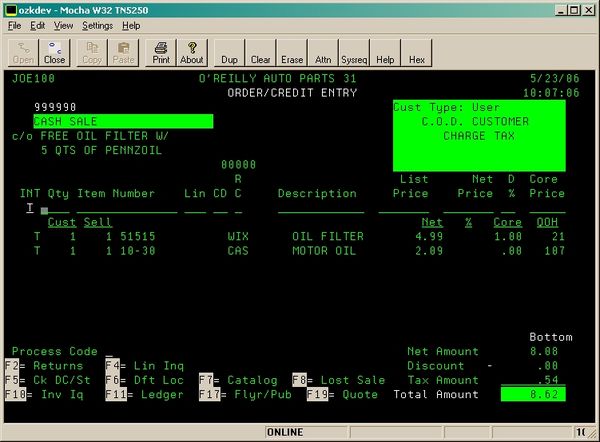 ozkdev - Mocha W32 TN5250
File Edit View Settings Help
Open Close Copy Paste Print About Dup Clear Erase Attn Sysreq Help Hex
JOE100 O'REILLY AUTO PARTS 31 5/23/06
ORDER/CREDIT ENTRY 10:07:06
999990 Cust Type: User
CASH SALE C.O.D. CUSTOMER
c/o FREE OIL FILTER W/ CHARGE TAX
5 QTS OF PENNZOIL
00000
R List Net D Core
INT Qty Item Number Lin CD C Description Price Price % Price
T
Cust Sell Net % Core QOH
T 1 1 51515 WIX OIL FILTER 4.99 1.00 21
T 1 1 10-30 CAS MOTOR OIL 2.09 .00 107
Bottom
Process Code _ Net Amount 8.08
F2= Returns F4= Lin Inq Discount - .00
F5= Ck DC/St F6= Dft Loc F7= Catalog F8= Lost Sale Tax Amount .54
F10= Inv Iq F11= Ledger F17= Flyr/Pub F19= Quote Total Amount 8.62
ONLINE